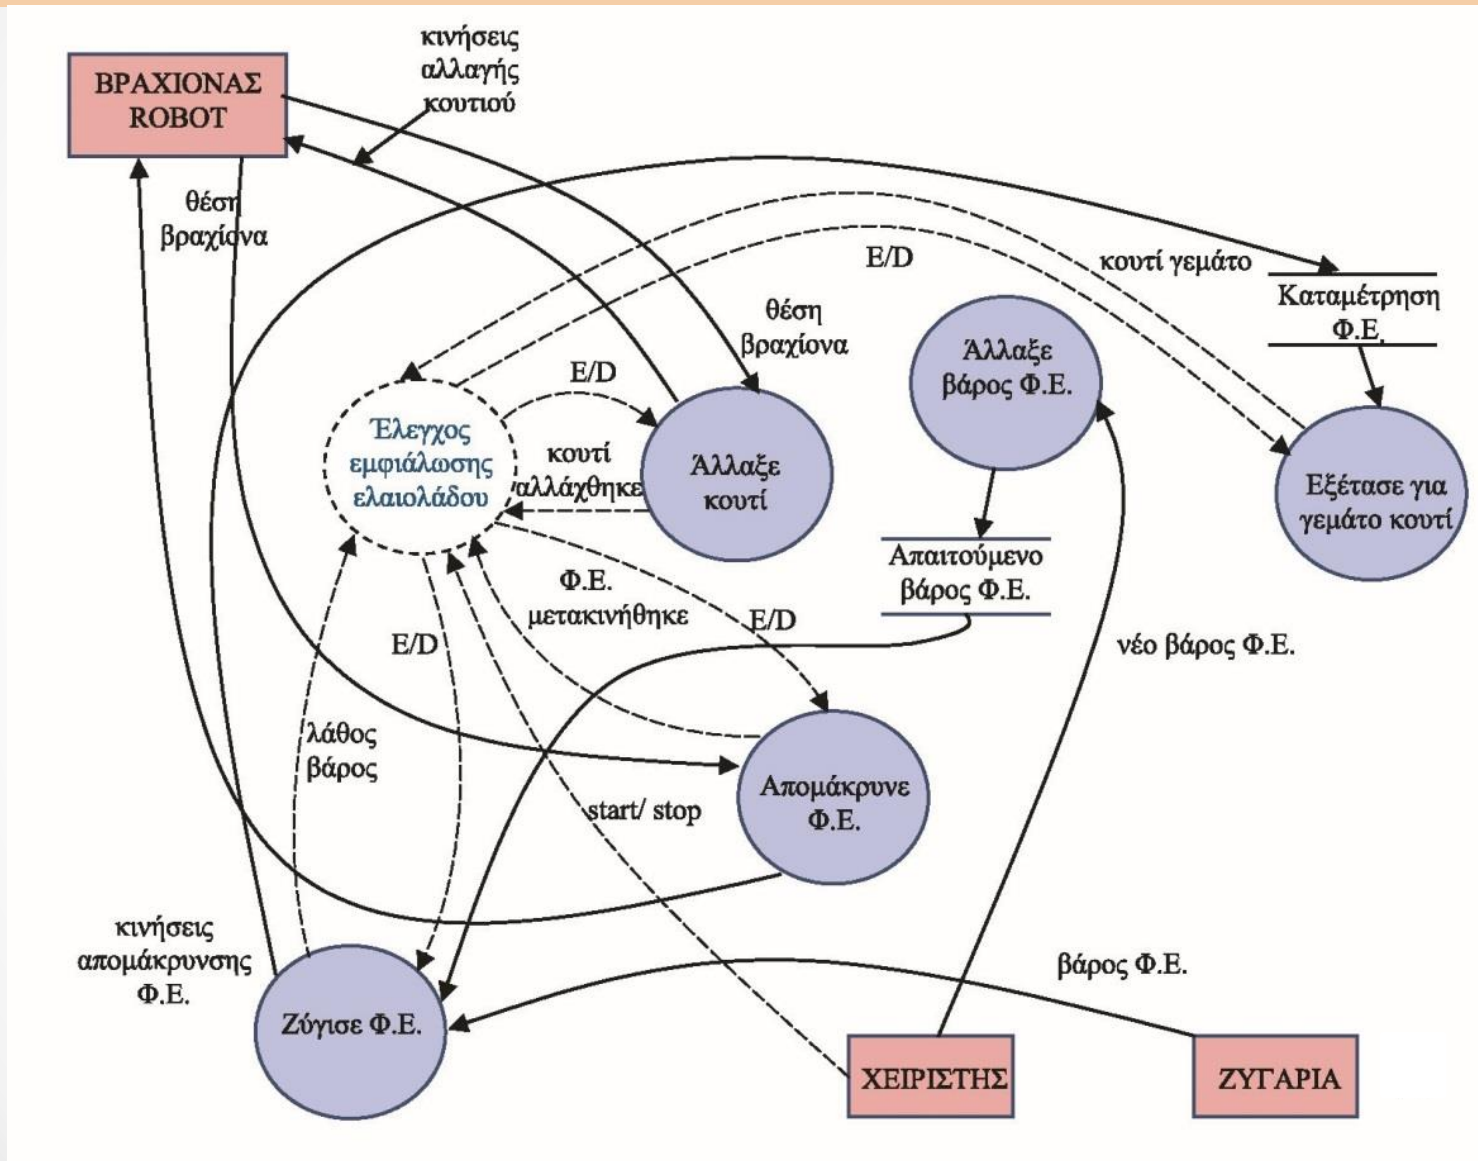 κινήσεις
αλλαγής
κουτιού
ΒΡΑΧΙΟΝΑΣ
ROBOT
θέση
βραχίονα
E/D
κουτί γεμάτο
Καταμέτρηση
Φ.Ε.
θέση
βραχίονα
Άλλαξε
βάρος Φ.Ε.
E/D
Έλεγχος
εμφιάλωσης
ελαιολάδου
κουτί
αλλάχθηκε
Άλλαξε
κουτί
Εξέτασε για
γεμάτο κουτί
Απαιτούμενο
βάρος Φ.Ε.
Φ.Ε.
μετακινήθηκε
E/D
E/D
νέο βάρος Φ.Ε.
λάθος
βάρος
Απομάκρυνε
Φ.Ε.
start/ stop
κινήσεις
απομάκρυνσης
Φ.Ε.
βάρος Φ.Ε.
Ζύγισε Φ.Ε.
ΧΕΙΡΙΣΤΗΣ
ΖΥΓΑΡΙΑ